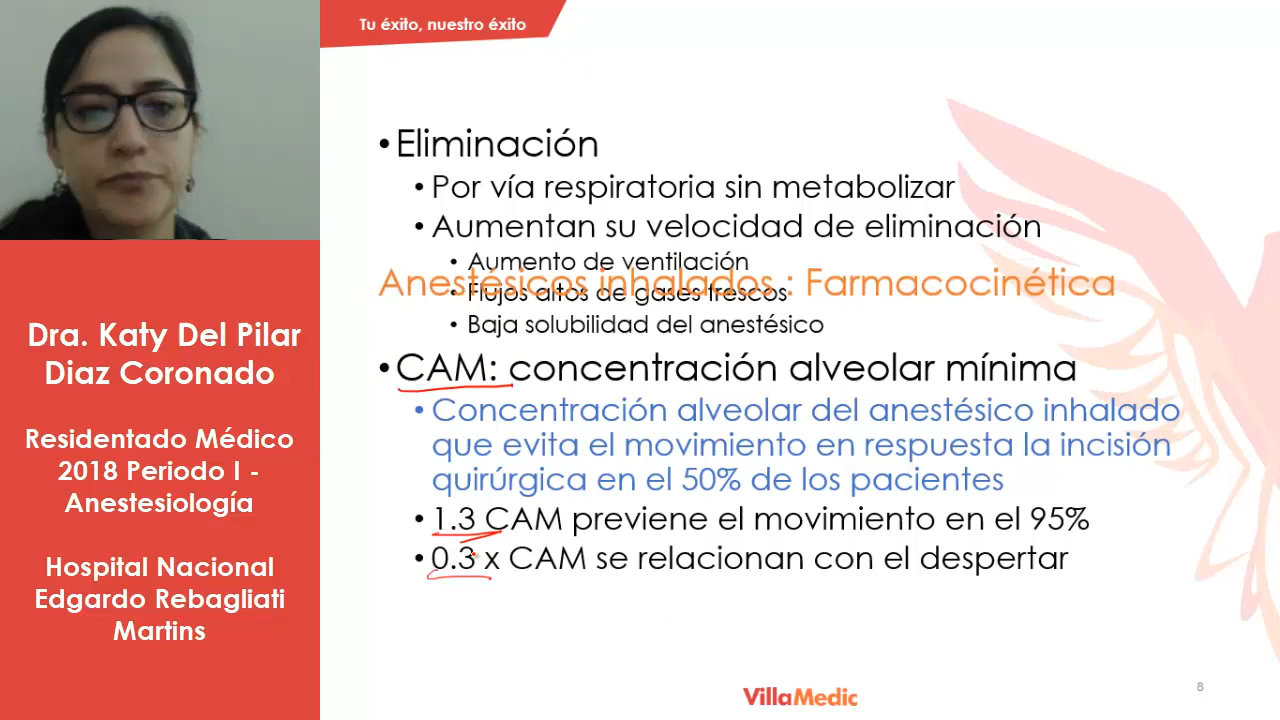 Tu éxito, nuestro éxito
Dra. Katy Del Pilar
Diaz Coronado
Residentado Médico
2018 Periodo I -
Anestesiología
Hospital Nacional
Edgardo Rebagliati
Martins
• Eliminación
• Por vía respiratoria sin metabolizar
• Aumentan su velocidad de eliminación
• Aumento de ventilación
Anestésicos inhalados : Farmacocinética
• Flujos altos de gases frescos
• Baja solubilidad del anestésico
• CAM: concentración alveolar mínima
• Concentración alveolar del anestésico inhalado
que evita el movimiento en respuesta la incisión
quirúrgica en el 50% de los pacientes
• 1.3 CAM previene el movimiento en el 95%
• 0.3 x CAM se relacionan con el despertar
VillaMedic
8